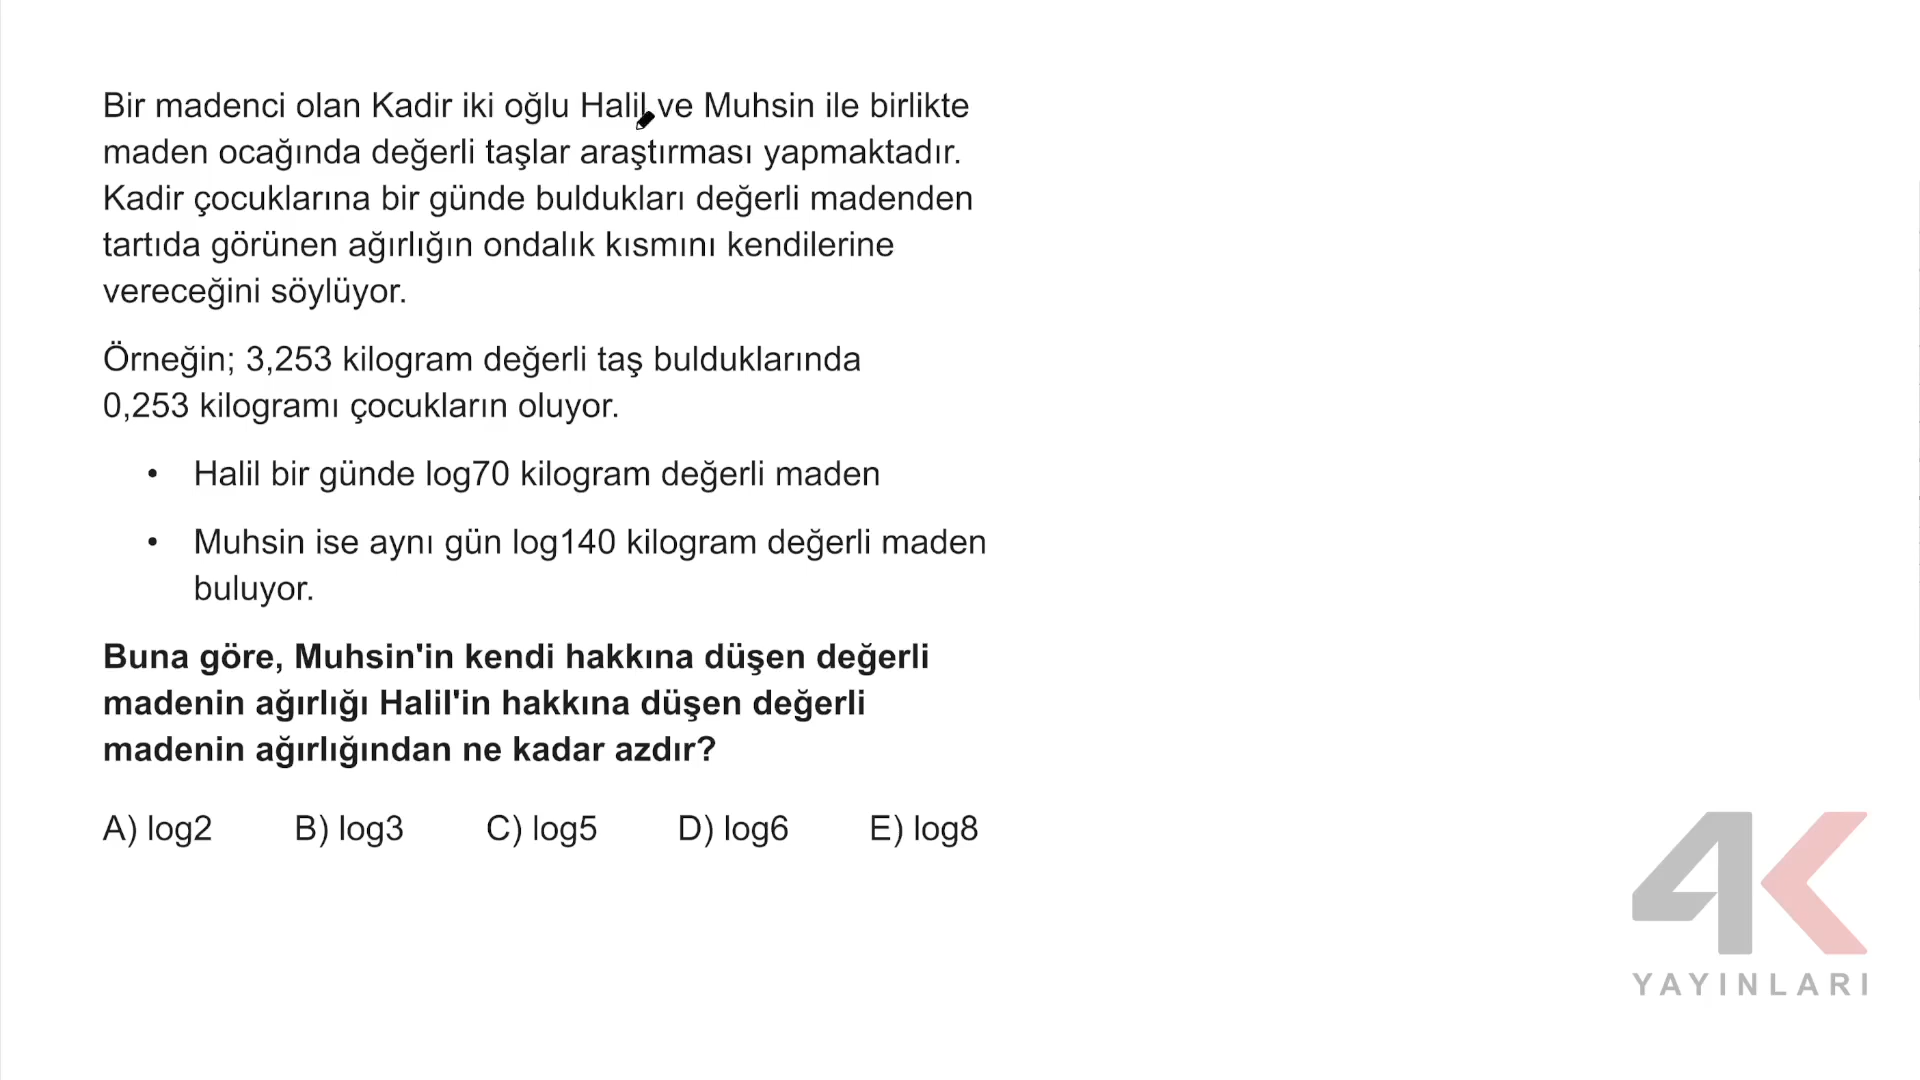 Bir madenci olan Kadir iki oğlu Halil ve Muhsin ile birlikte
maden ocağında değerli taşlar araştırması yapmaktadır.
Kadir çocuklarına bir günde buldukları değerli madenden
tartıda görünen ağırlığın ondalık kısmını kendilerine
vereceğini söylüyor.
Örneğin; 3,253 kilogram değerli taş bulduklarında
0,253 kilogramı çocukların oluyor.
• Halil bir günde log70 kilogram değerli maden
• Muhsin ise aynı gün log140 kilogram değerli maden
buluyor.
Buna göre, Muhsin'in kendi hakkına düşen değerli
madenin ağırlığı Halil'in hakkına düşen değerli
madenin ağırlığından ne kadar azdır?
A) log2 B) log3 C) log5 D) log6 E) log8
4K
YAYINLARI